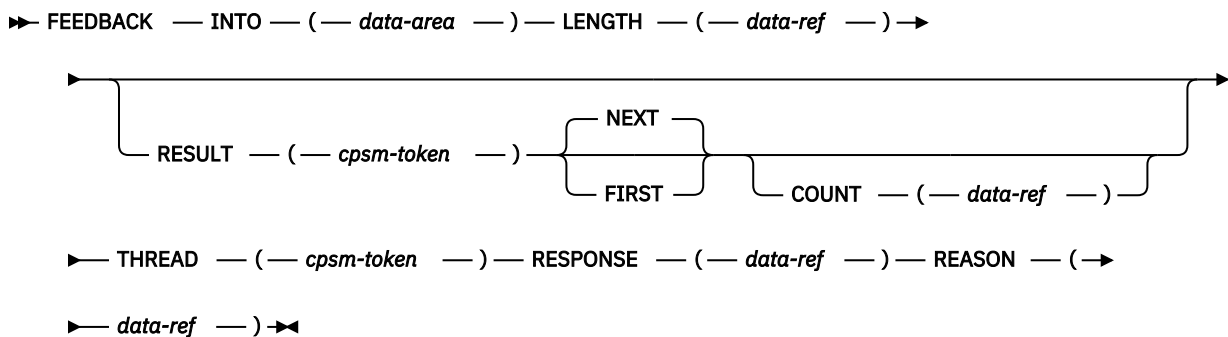 FEEDBACK INTO ( data-area ) LENGTH ( data-ref )
NEXT
RESULT ( cpsm-token )
FIRST
COUNT ( data-ref )
THREAD ( cpsm-token ) RESPONSE ( data-ref ) REASON (
data-ref )